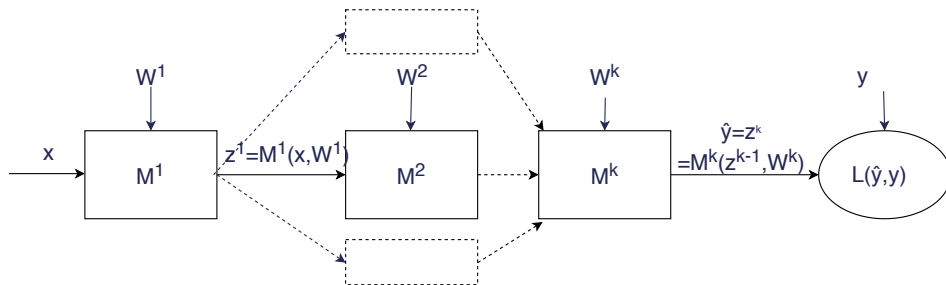 W¹
W²
Wᵏ
y
x
M¹
z¹=M¹(x,W¹)
M²
Mᵏ
ŷ=zᵏ
=Mᵏ(zᵏ⁻¹,Wᵏ)
L(ŷ,y)